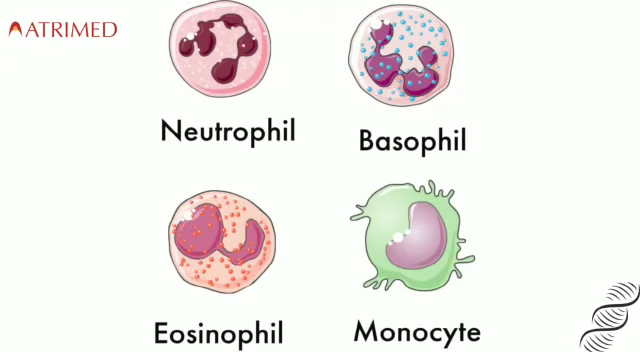 ATRIMED
Neutrophil
Basophil
Eosinophil
Monocyte